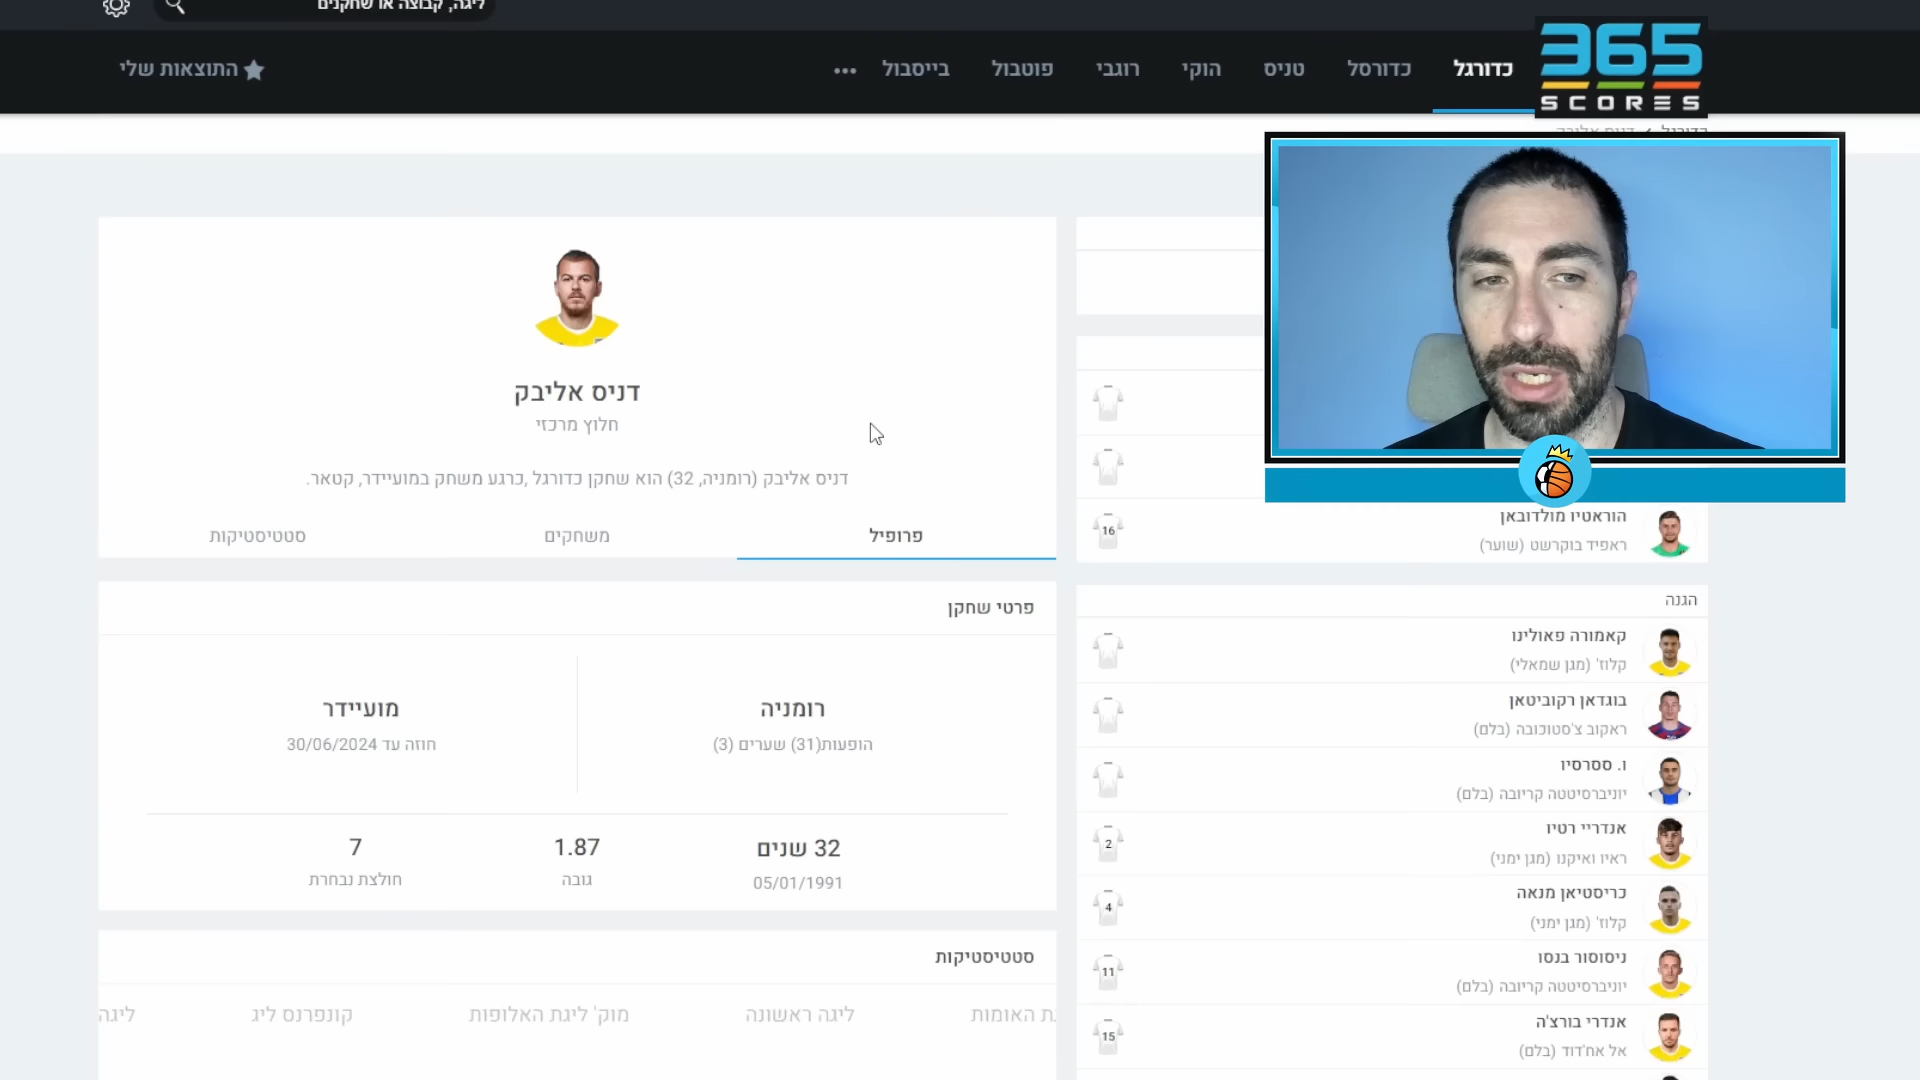 ליגה, קבוצה או שחקנים
365
SCORES
כדורגל
כדורסל
טניס
הוקי
רוגבי
פוטבול
בייסבול
התוצאות שלי
דניס אליבק
חלוץ מרכזי
דניס אליבק (רומניה, 32) הוא שחקן כדורגל ,כרגע משחק במועיידר, קטאר.
פרופיל
משחקים
סטטיסטיקות
פרטי שחקן
רומניה
הופעות(31) שערים (3)
מועיידר
חוזה עד 30/06/2024
32 שנים
05/01/1991
1.87
גובה
7
חולצת נבחרת
סטטיסטיקות
ת האומות
ליגה ראשונה
מוק' ליגת האלופות
קונפרנס ליג
ליגה
הוראטיו מולדובאן
ראפיד בוקרשט (שוער)
16
הגנה
קאמורה פאולינו
קלוז' (מגן שמאלי)
בוגדאן רקוביטאן
ראקוב צ'סטוכובה (בלם)
ו. ססרסיו
יוניברסיטטה קריובה (בלם)
אנדריי רטיו
ראיו ואיקנו (מגן ימני)
2
כריסטיאן מנאה
קלוז' (מגן ימני)
4
ניסוסור בנסו
יוניברסיטטה קריובה (בלם)
11
אנדרי בורצ'ה
אל אח'דוד (בלם)
15